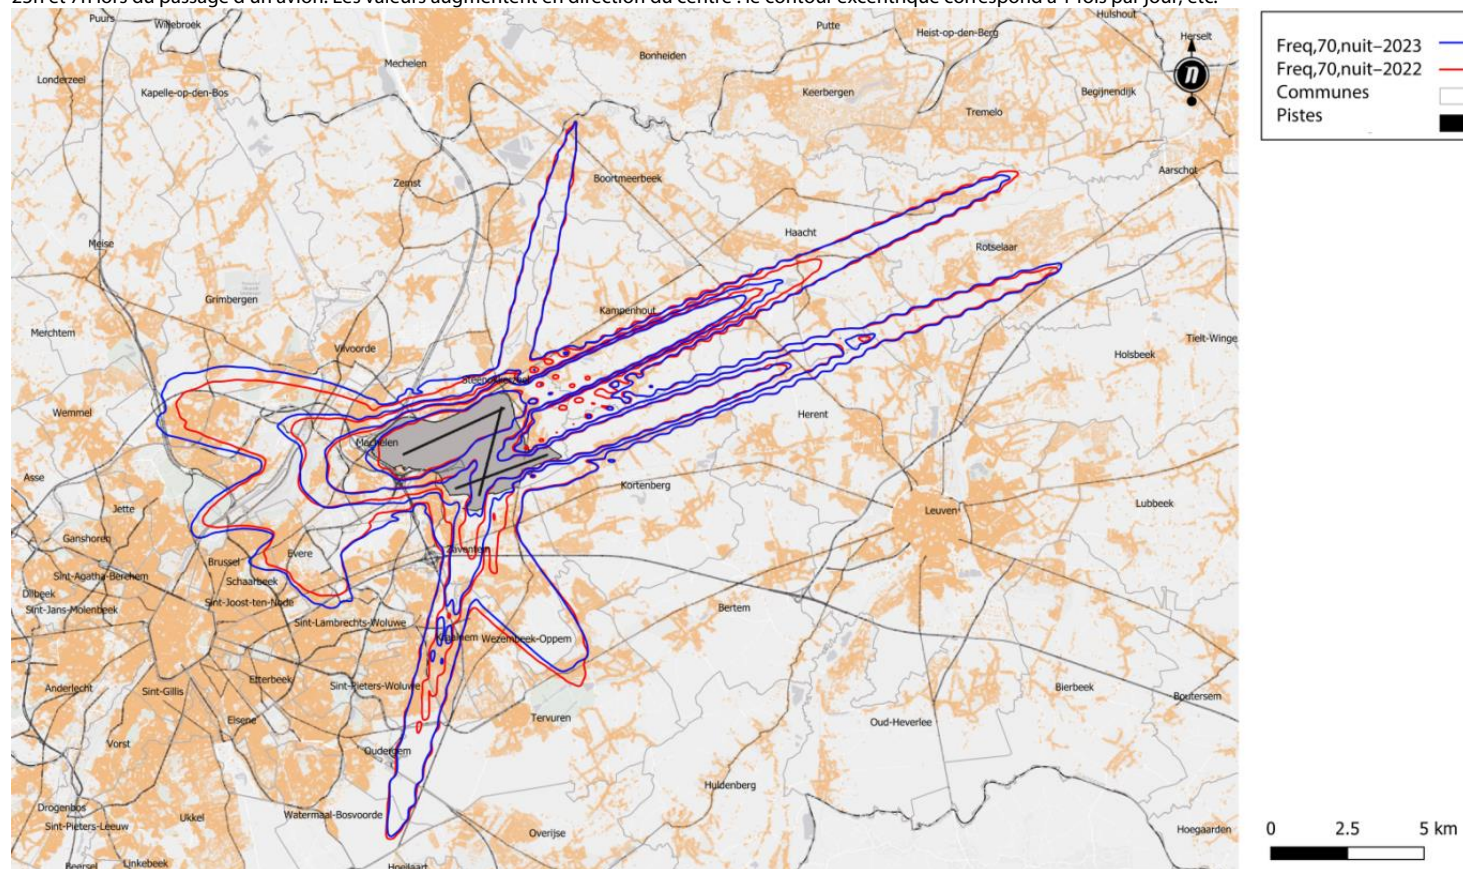 23h et 7h lors du passage d'un avion. Les valeurs augmentent en direction du centre : le contour excentrique correspond à 1 fois par jour, etc.
Puurs
Willebroek
Mechelen
Bonheiden
Putte
Heist-op-den-Berg
Hulshout
Herselt
n
Londerzeel
Kapelle-op-den-Bos
Keerbergen
Tremelo
Begijnendijk
Zemst
Boortmeerbeek
Aarschot
Meise
Haacht
Rotselaar
Grimbergen
Kampenhout
Merchtem
Vilvoorde
Holsbeek
Tielt-Winge
Steenokkerzeel
Wemmel
Machelen
Herent
Asse
Kortenberg
Jette
Leuven
Lubbeek
Ganshoren
Brussel
Evere
Zaventem
Sint-Agatha-Berchem
Schaarbeek
Dilbeek
Sint-Jans-Molenbeek
Sint-Joost-ten-Node
Bertem
Sint-Lambrechts-Woluwe
Kraainem
Wezembeek-Oppem
Anderlecht
Sint-Gillis
Etterbeek
Sint-Pieters-Woluwe
Bierbeek
Boutersem
Elsene
Tervuren
Oud-Heverlee
Vorst
Oudergem
Huldenberg
Drogenbos
Ukkel
Watermaal-Bosvoorde
Sint-Pieters-Leeuw
Overijse
Hoegaarden
Beersel
Linkebeek
Hoeilaart
Freq,70,nuit–2023
Freq,70,nuit–2022
Communes
Pistes
0 2.5 5 km